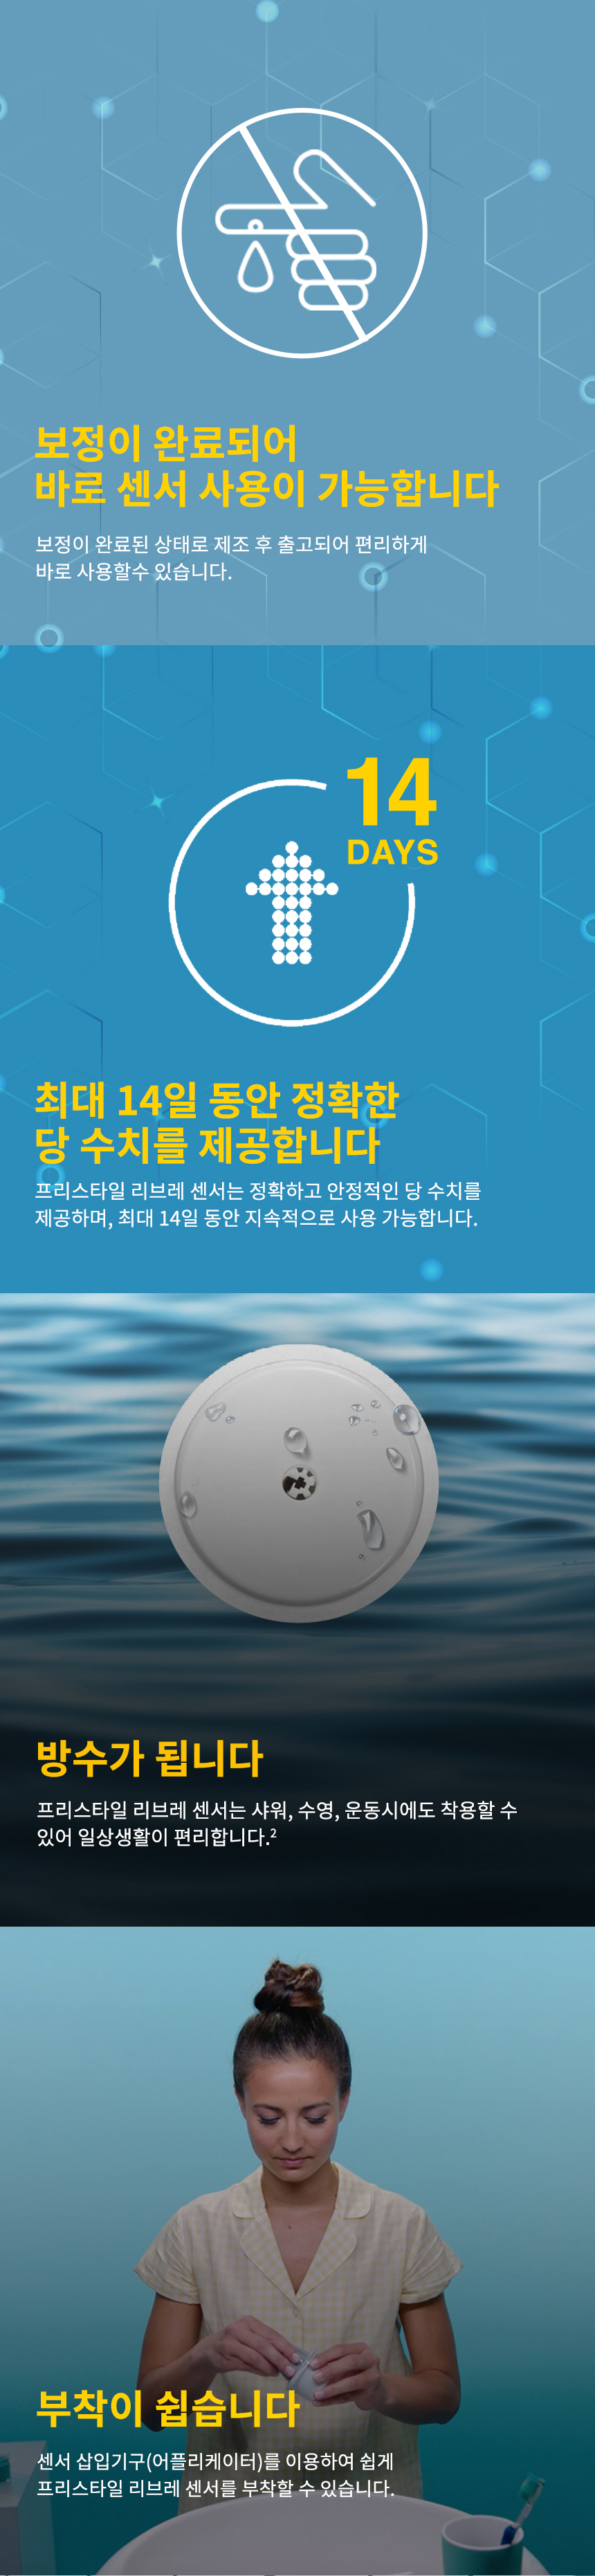 보정이 완료되어
바로 센서 사용이 가능합니다
보정이 완료된 상태로 제조 후 출고되어 편리하게
바로 사용할수 있습니다.
14
DAYS
최대 14일 동안 정확한
당 수치를 제공합니다
프리스타일 리브레 센서는 정확하고 안정적인 당 수치를
제공하며, 최대 14일 동안 지속적으로 사용 가능합니다.
방수가 됩니다
프리스타일 리브레 센서는 샤워, 수영, 운동시에도 착용할 수
있어 일상생활이 편리합니다.²
부착이 쉽습니다
센서 삽입기구(어플리케이터)를 이용하여 쉽게
프리스타일 리브레 센서를 부착할 수 있습니다.